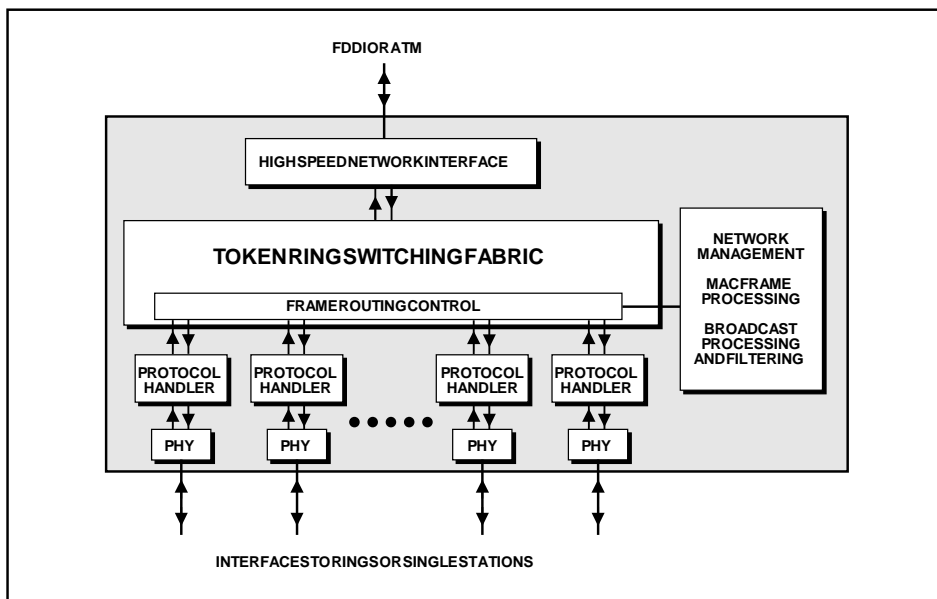 FDDIORATM
HIGHSPEEDNETWORKINTERFACE
TOKENRINGSWITCHINGFABRIC
FRAMEROUTINGCONTROL
NETWORK
MANAGEMENT
MACFRAME
PROCESSING
BROADCAST
PROCESSING
ANDFILTERING
PROTOCOL
HANDLER
PROTOCOL
HANDLER
PROTOCOL
HANDLER
PROTOCOL
HANDLER
PHY
PHY
PHY
PHY
INTERFACESTORINGSORSINGLESTATIONS